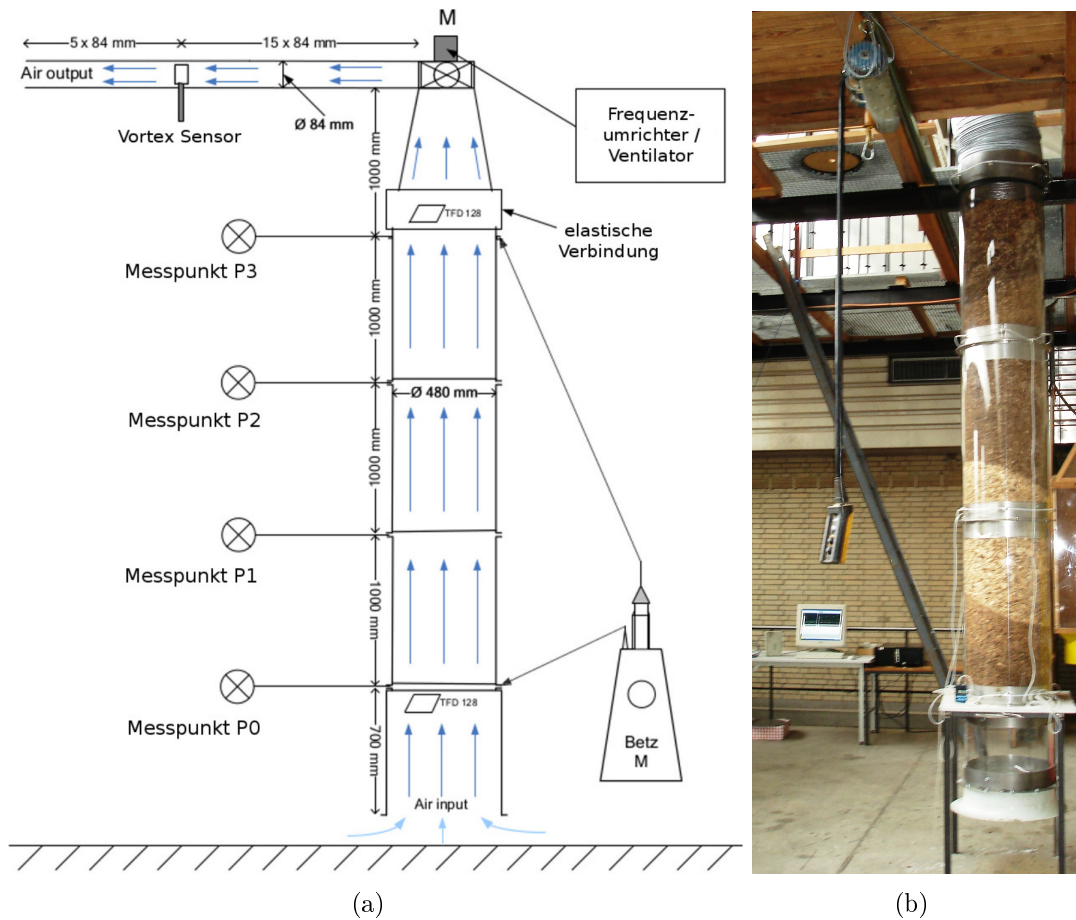 M
5 x 84 mm
15 x 84 mm
Air output
Ø 84 mm
Vortex Sensor
Frequenz-
umrichter /
Ventilator
1000 mm
TFD 128
elastische
Verbindung
Messpunkt P3
1000 mm
Messpunkt P2
Ø 480 mm
1000 mm
Messpunkt P1
1000 mm
Messpunkt P0
TFD 128
700 mm
Betz
M
Air input
(a)
(b)